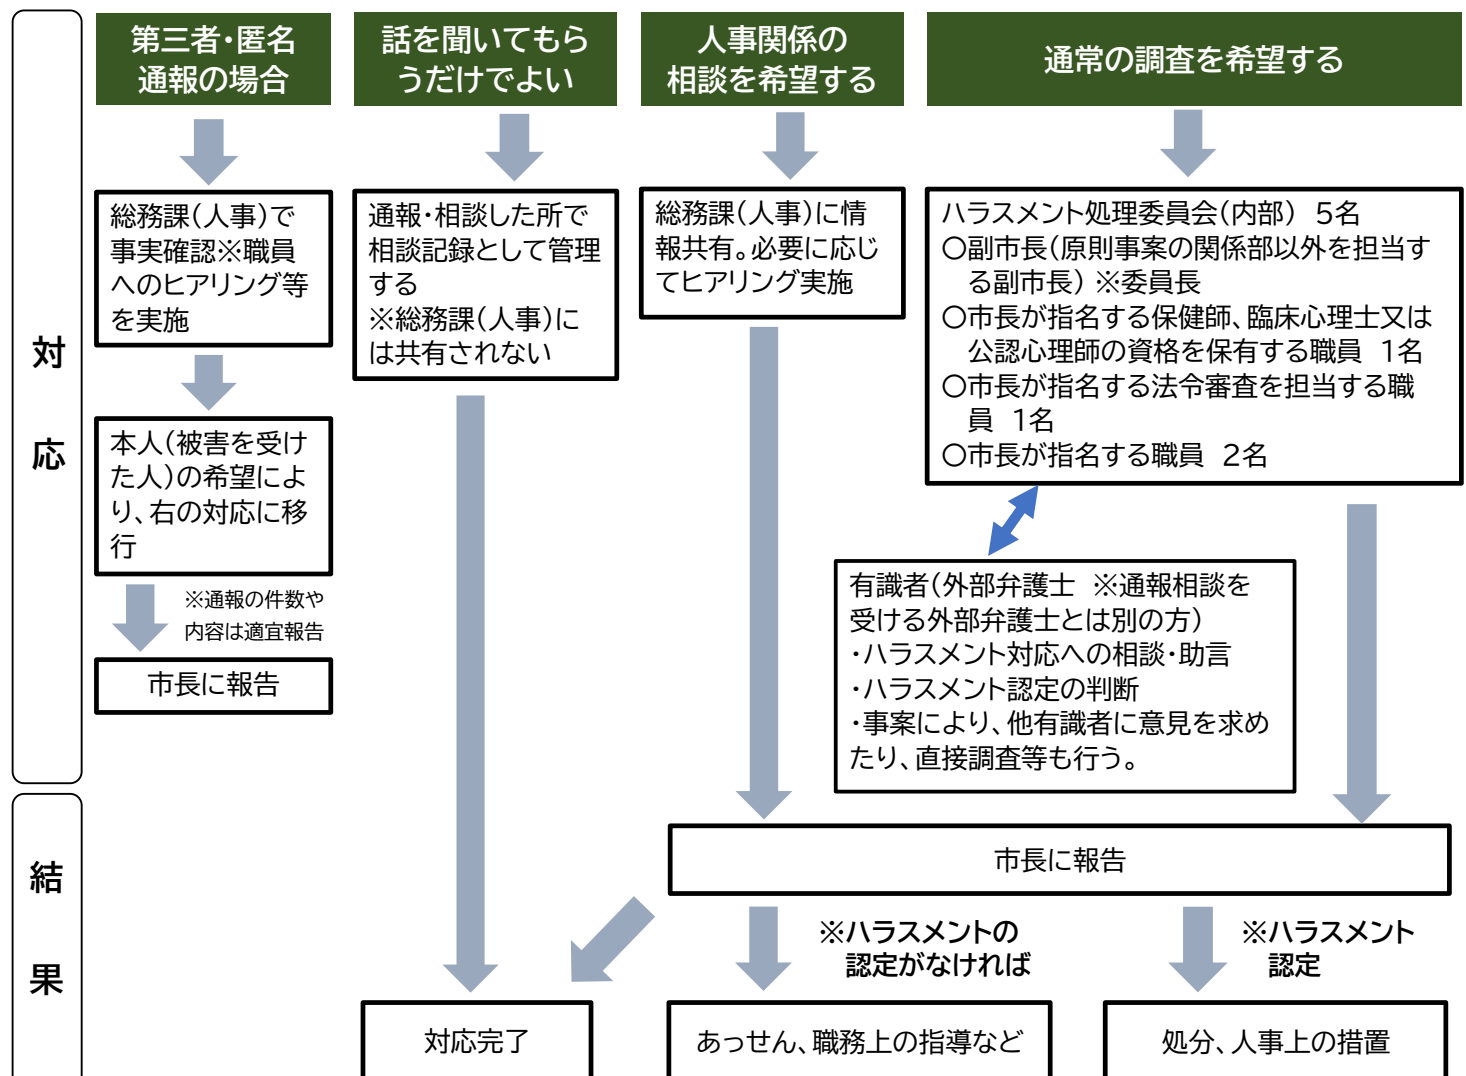 対
応
第三者・匿名
通報の場合
総務課（人事）で
事実確認※職員
へのヒアリング等
を実施
本人（被害を受け
た人）の希望によ
り、右の対応に移
行
※通報の件数や
内容は適宜報告
市長に報告
話を聞いてもら
うだけでよい
通報・相談した所で
相談記録として管理
する
※総務課（人事）に
は共有されない
人事関係の
相談を希望する
総務課（人事）に情
報共有。必要に応じ
てヒアリング実施
通常の調査を希望する
ハラスメント処理委員会（内部）　5名
〇副市長（原則事案の関係部以外を担当す
る副市長）※委員長
〇市長が指名する保健師、臨床心理士又は
公認心理師の資格を保有する職員　1名
〇市長が指名する法令審査を担当する職
員　1名
〇市長が指名する職員　2名
有識者（外部弁護士　※通報相談を
受ける外部弁護士とは別の方）
・ハラスメント対応への相談・助言
・ハラスメント認定の判断
・事案により、他有識者に意見を求め
たり、直接調査等も行う。
結
果
市長に報告
※ハラスメントの
認定がなければ
※ハラスメント
認定
対応完了
あっせん、職務上の指導など
処分、人事上の措置